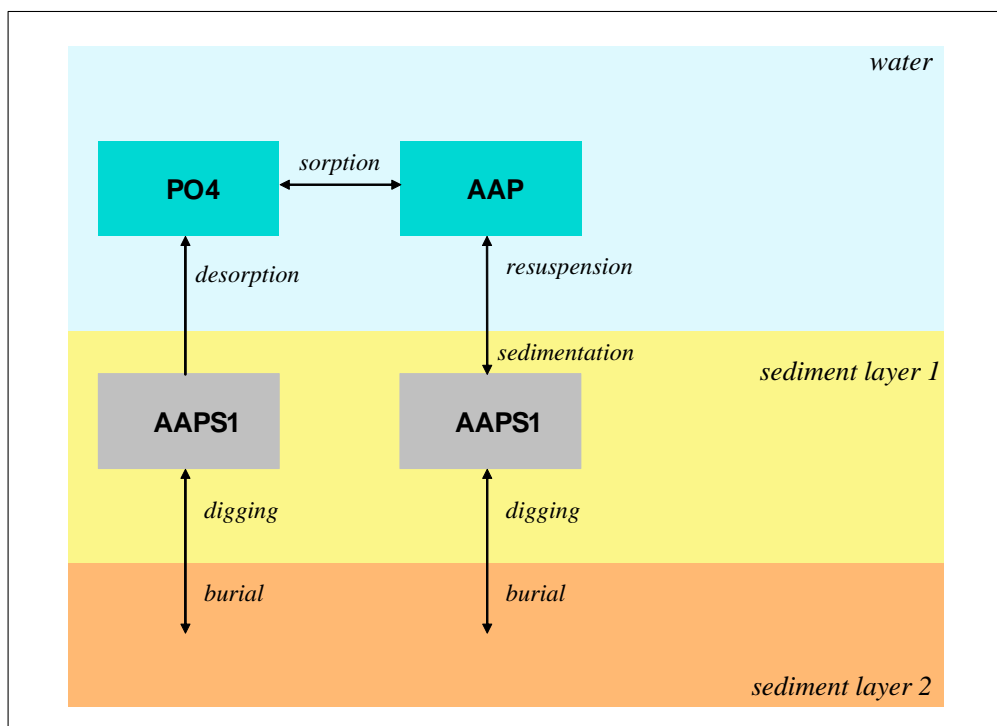 water
sorption
PO4
AAP
desorption
resuspension
sedimentation
sediment layer 1
AAPS1
AAPS1
digging
digging
burial
burial
sediment layer 2